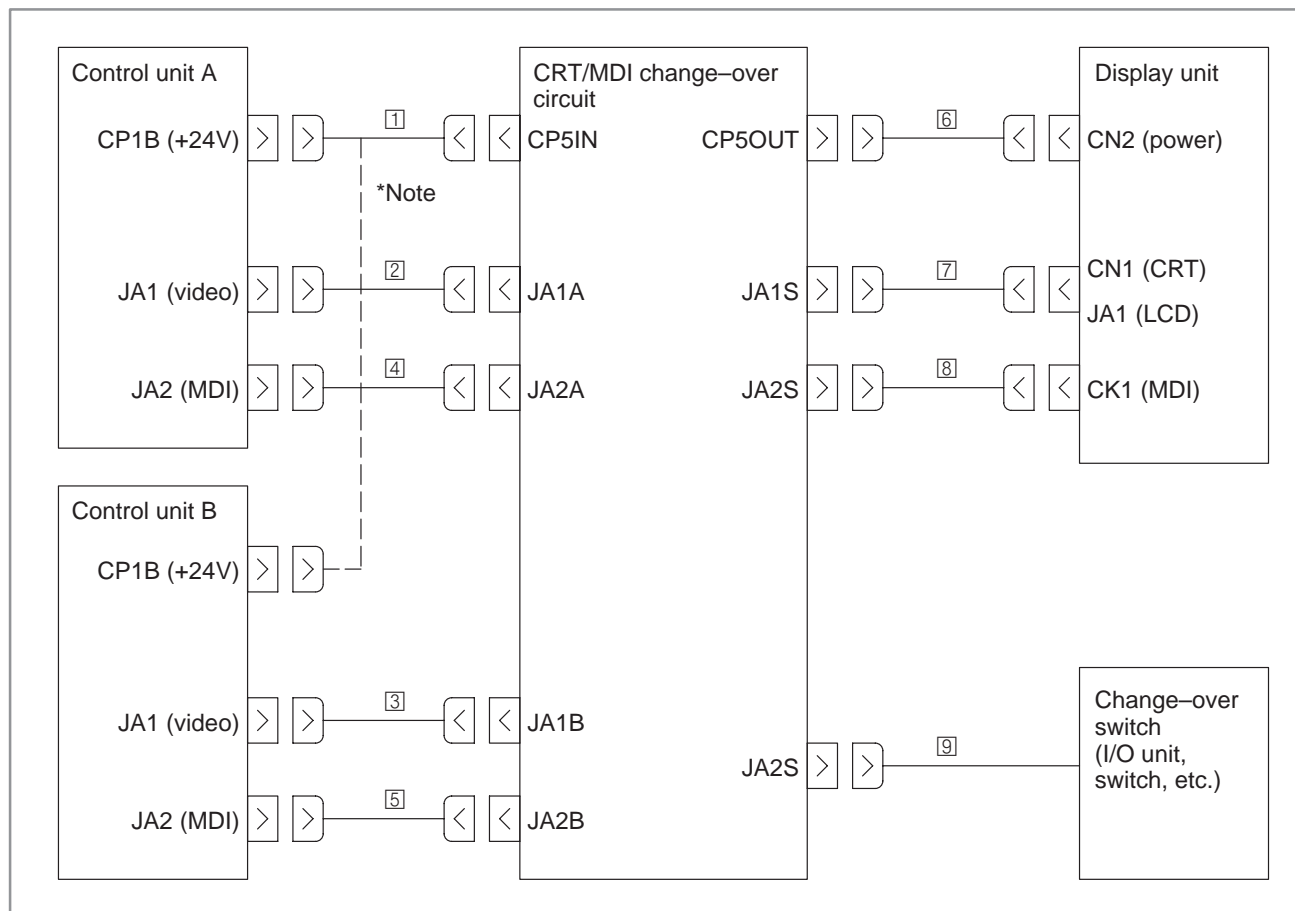 Control unit A
CP1B (+24V)
1
*Note
JA1 (video)
2
JA2 (MDI)
4
Control unit B
CP1B (+24V)
JA1 (video)
3
JA2 (MDI)
5
CRT/MDI change–over
circuit
CP5IN
CP5OUT
JA1A
JA1S
JA2A
JA2S
JA1B
JA2S
JA2B
6
7
8
9
Display unit
CN2 (power)
CN1 (CRT)
JA1 (LCD)
CK1 (MDI)
Change–over
switch
(I/O unit,
switch, etc.)